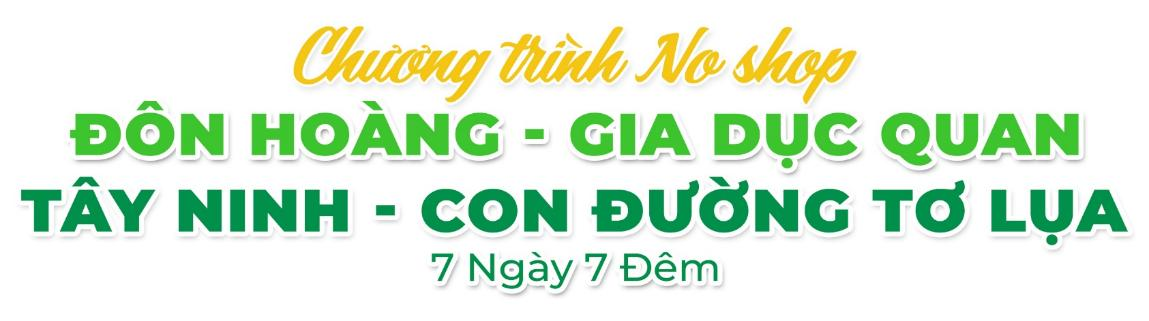 Chương trình No shop
ĐÔN HOÀNG - GIA DỤC QUAN
TÂY NINH - CON ĐƯỜNG TƠ LỤA
7 Ngày 7 Đêm